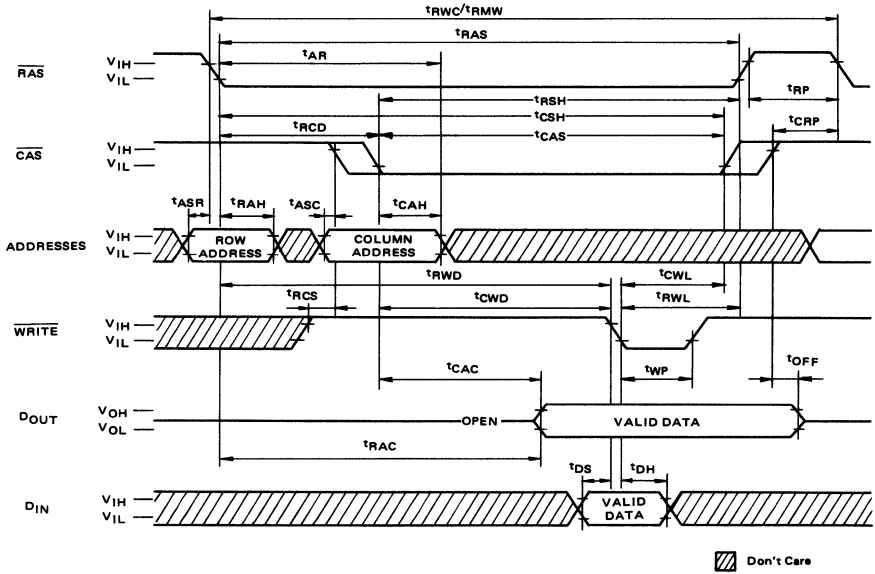 tRWC/tRMW
tRAS
tAR
RAS
VIH
VIL
tRP
tRSH
tCSH
tRCD
tCAS
tCRP
CAS
VIH
VIL
tASR
tRAH
tASC
tCAH
ADDRESSES
VIH
VIL
ROW
ADDRESS
COLUMN
ADDRESS
tRWD
tCWL
tRCS
tCWD
tRWL
WRITE
VIH
VIL
tCAC
tWP
tOFF
DOUT
VOH
VOL
OPEN
VALID DATA
tRAC
tDS
tDH
DIN
VIH
VIL
VALID
DATA
Don't Care